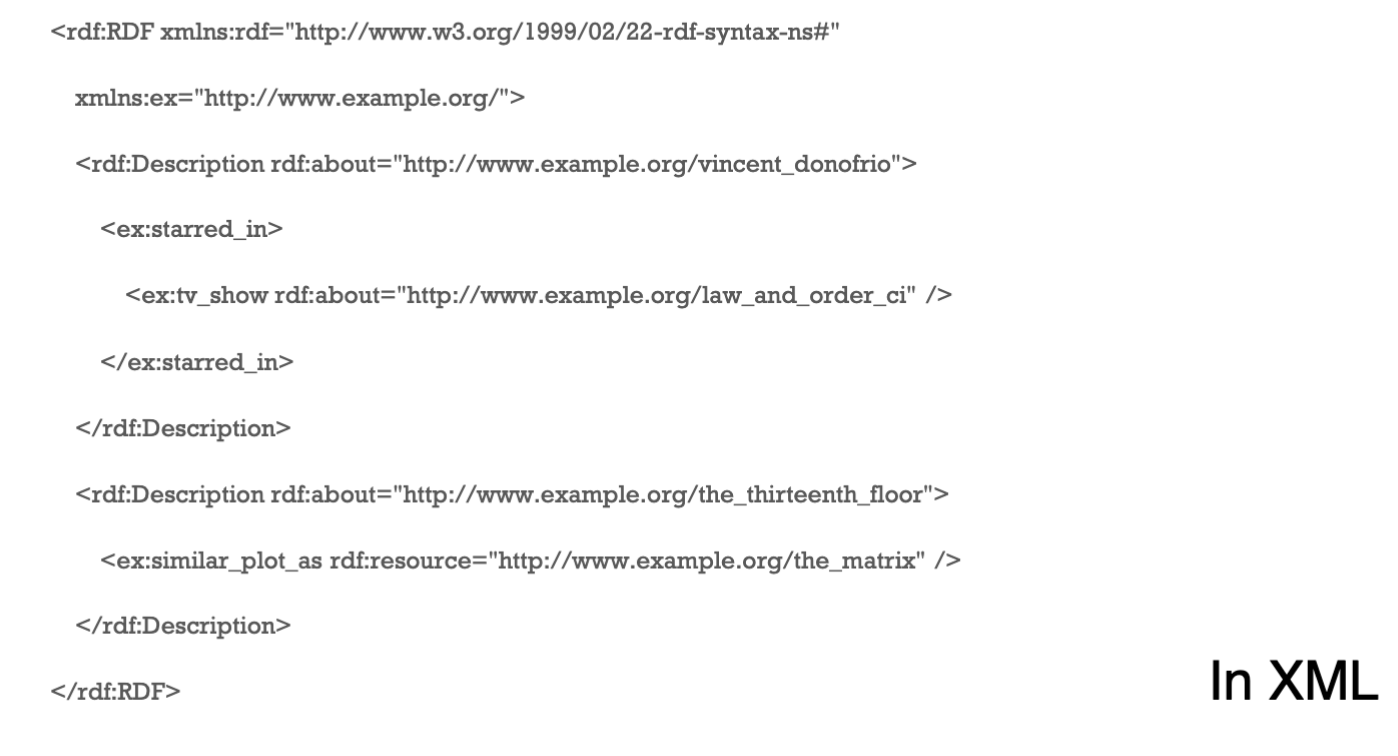 <rdf:RDF xmlns:rdf="http://www.w3.org/1999/02/22-rdf-syntax-ns#"
xmlns:ex="http://www.example.org/">
<rdf:Description rdf:about="http://www.example.org/vincent_donofrio">
<ex:starred_in>
<ex:tv_show rdf:about="http://www.example.org/law_and_order_ci" />
</ex:starred_in>
</rdf:Description>
<rdf:Description rdf:about="http://www.example.org/the_thirteenth_floor">
<ex:similar_plot_as rdf:resource="http://www.example.org/the_matrix" />
</rdf:Description>
</rdf:RDF>
In XML